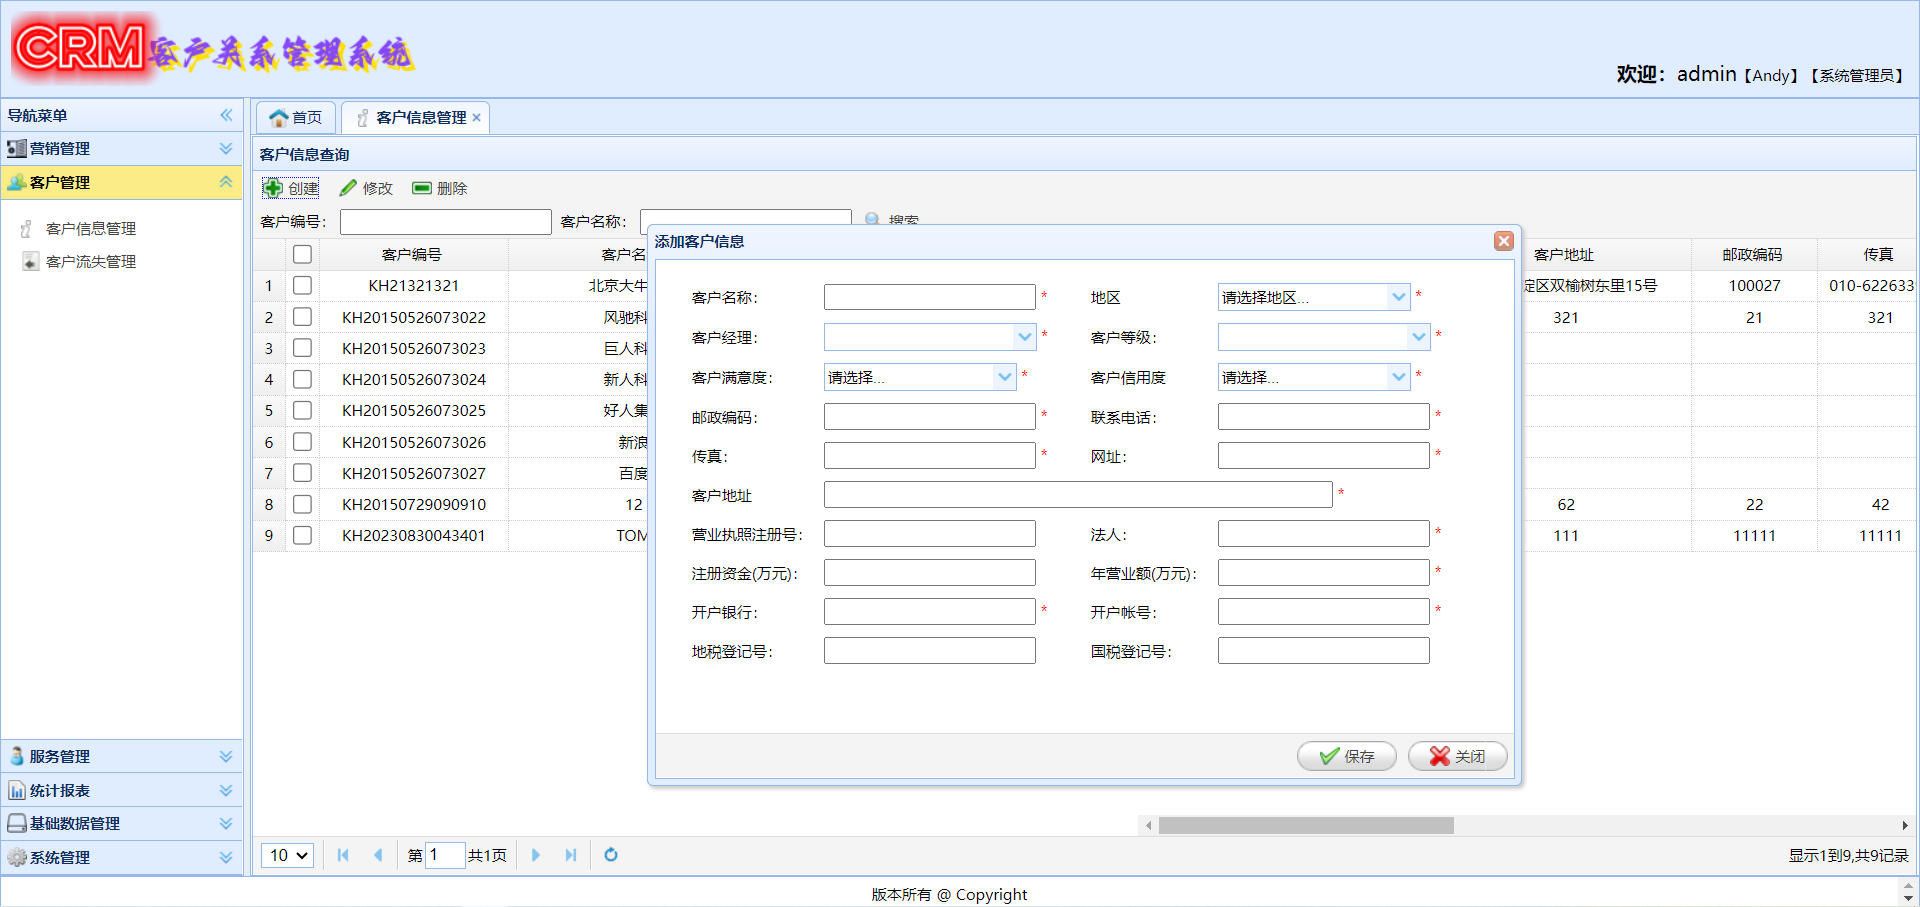 CRM客户关系管理系统
欢迎：admin【Andy】【系统管理员】
导航菜单
营销管理
客户管理
客户信息管理
客户流失管理
服务管理
统计报表
基础数据管理
系统管理
首页 客户信息管理
客户信息查询
创建 修改 删除
客户编号： 客户名称： 搜索
客户编号 客户名 客户地址 邮政编码 传真
1 KH21321321 北京大牛 淀区双榆树东里15号 100027 010-622633
2 KH20150526073022 风驰科 321 21 321
3 KH20150526073023 巨人科
4 KH20150526073024 新人科
5 KH20150526073025 好人集
6 KH20150526073026 新浪
7 KH20150526073027 百度
8 KH20150729090910 12 62 22 42
9 KH20230830043401 TOM 111 11111 11111
添加客户信息
客户名称： * 地区 请选择地区... *
客户经理： * 客户等级： *
客户满意度： 请选择... * 客户信用度 请选择... *
邮政编码： * 联系电话： *
传真： * 网址： *
客户地址 *
营业执照注册号： 法人： *
注册资金(万元)： 年营业额(万元)： *
开户银行： * 开户帐号： *
地税登记号： 国税登记号：
保存 关闭
10 第 1 共1页 显示1到9,共9记录
版本所有 @ Copyright